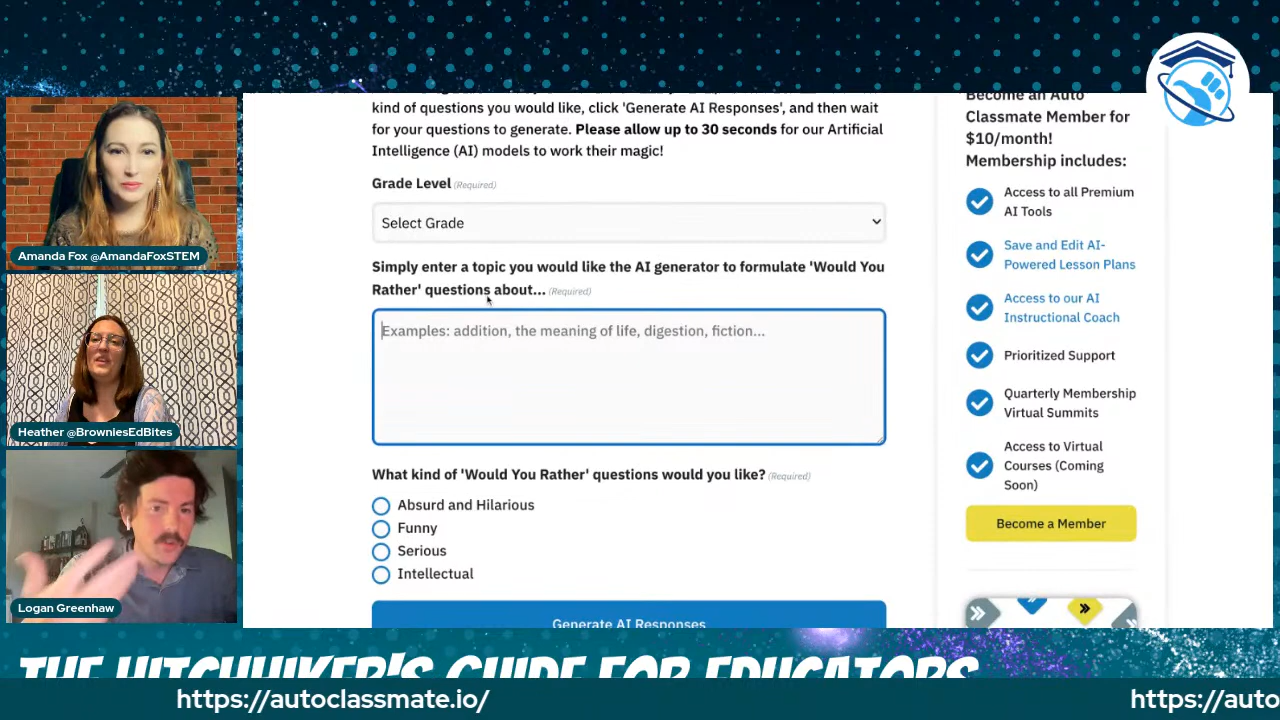 kind of questions you would like, click 'Generate AI Responses', and then wait
for your questions to generate. Please allow up to 30 seconds for our Artificial
Intelligence (AI) models to work their magic!
Grade Level (Required)
Select Grade
Simply enter a topic you would like the AI generator to formulate 'Would You
Rather' questions about... (Required)
Examples: addition, the meaning of life, digestion, fiction...
What kind of 'Would You Rather' questions would you like? (Required)
Absurd and Hilarious
Funny
Serious
Intellectual
Generate AI Responses
Become an Auto
Classmate Member for
$10/month!
Membership includes:
Access to all Premium
AI Tools
Save and Edit AI-
Powered Lesson Plans
Access to our AI
Instructional Coach
Prioritized Support
Quarterly Membership
Virtual Summits
Access to Virtual
Courses (Coming
Soon)
Become a Member
Amanda Fox @AmandaFoxSTEM
Heather @BrowniesEdBites
Logan Greenhaw
THE HITCHHIKER'S GUIDE FOR EDUCATORS
https://autoclassmate.io/
https://auto